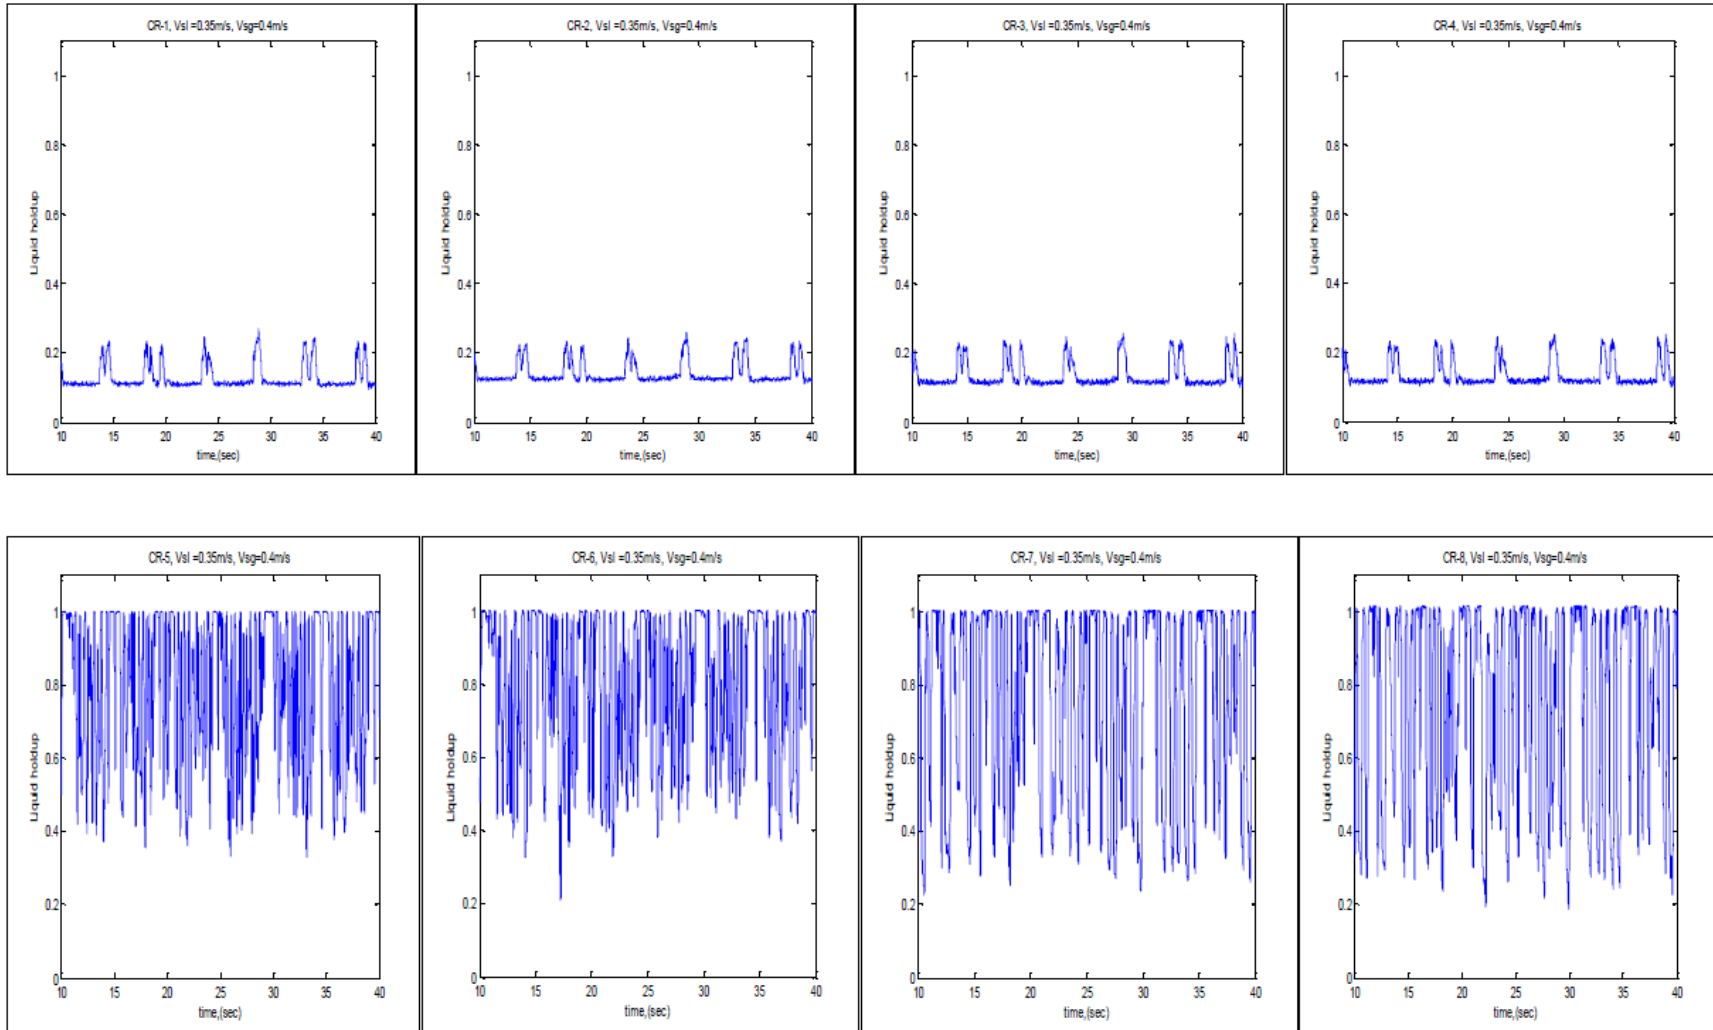 CR-1, Vsl =0.35m/s, Vsg=0.4m/s
1
0.8
0.6
0.4
0.2
0
Liquid holdup
10 15 20 25 30 35 40
time,(sec)
CR-2, Vsl =0.35m/s, Vsg=0.4m/s
1
0.8
0.6
0.4
0.2
0
Liquid holdup
10 15 20 25 30 35 40
time,(sec)
CR-3, Vsl =0.35m/s, Vsg=0.4m/s
1
0.8
0.6
0.4
0.2
0
Liquid holdup
10 15 20 25 30 35 40
time,(sec)
CR-4, Vsl =0.35m/s, Vsg=0.4m/s
1
0.8
0.6
0.4
0.2
0
Liquid holdup
10 15 20 25 30 35 40
time,(sec)
CR-5, Vsl =0.35m/s, Vsg=0.4m/s
1
0.8
0.6
0.4
0.2
0
Liquid holdup
10 15 20 25 30 35 40
time,(sec)
CR-6, Vsl =0.35m/s, Vsg=0.4m/s
1
0.8
0.6
0.4
0.2
0
Liquid holdup
10 15 20 25 30 35 40
time,(sec)
CR-7, Vsl =0.35m/s, Vsg=0.4m/s
1
0.8
0.6
0.4
0.2
0
Liquid holdup
10 15 20 25 30 35 40
time,(sec)
CR-8, Vsl =0.35m/s, Vsg=0.4m/s
1
0.8
0.6
0.4
0.2
0
Liquid holdup
10 15 20 25 30 35 40
time,(sec)